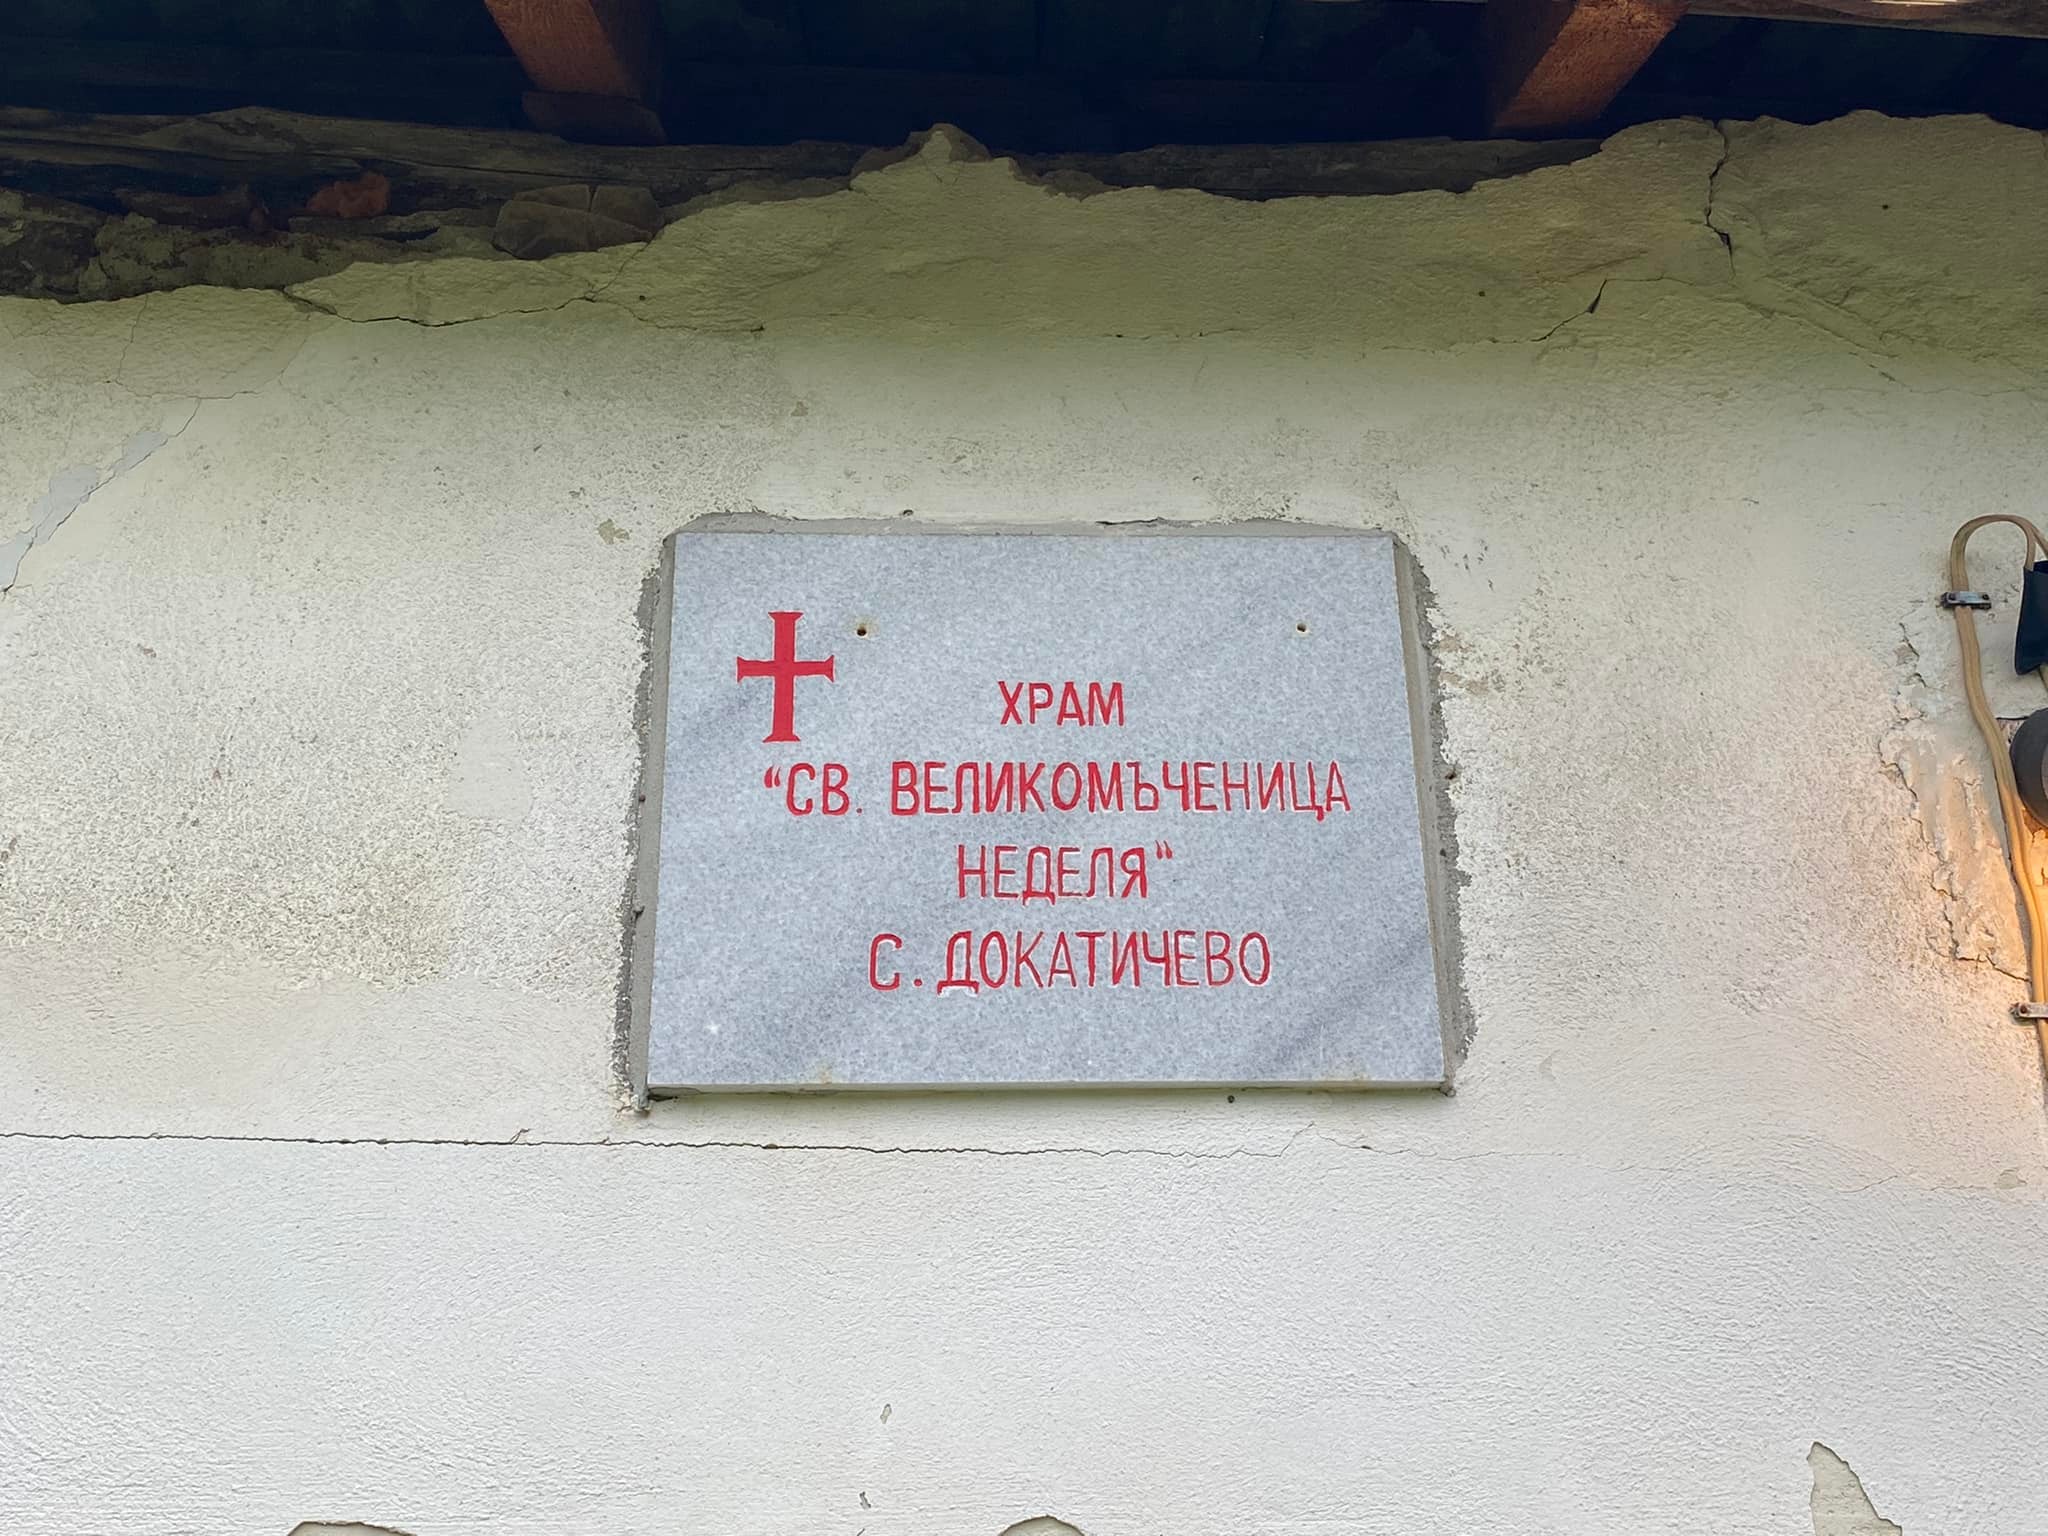 ХРАМ
“СВ. ВЕЛИКОМЪЧЕНИЦА
НЕДЕЛЯ“
С. ДОКАТИЧЕВО